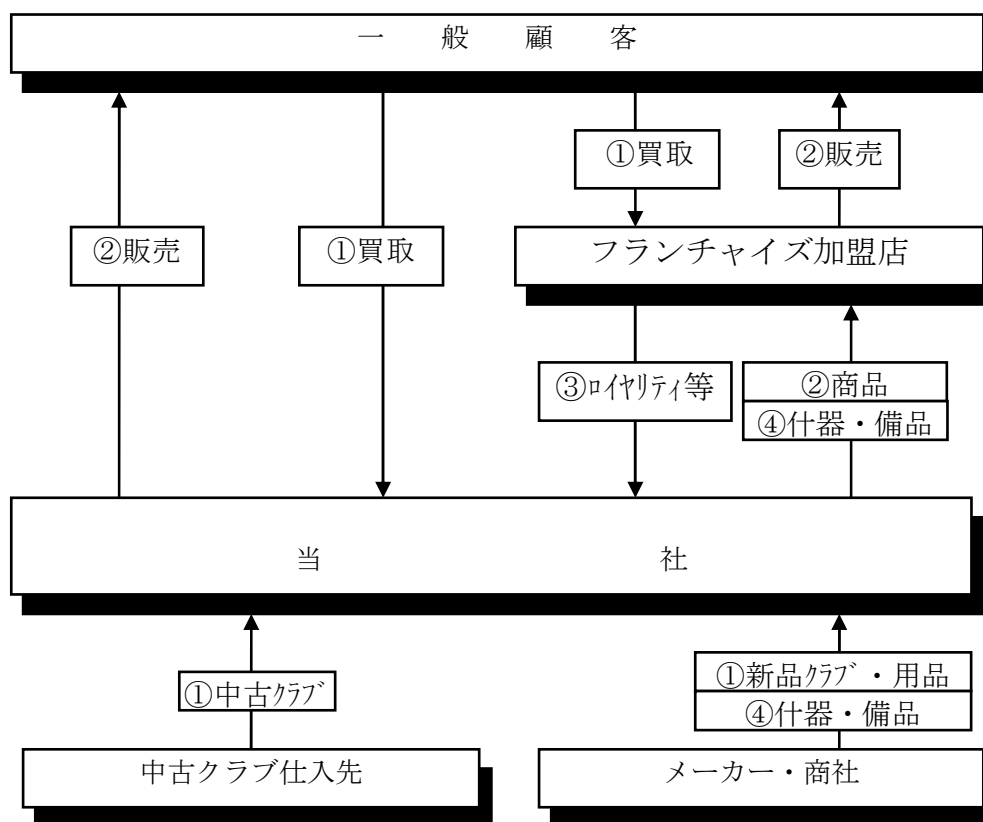 一般顧客
①買取
②販売
②販売
①買取
フランチャイズ加盟店
③ﾛｲﾔﾘﾃｨ等
②商品
④什器・備品
当社
①中古ｸﾗﾌﾞ
①新品ｸﾗﾌﾞ・用品
④什器・備品
中古クラブ仕入先
メーカー・商社